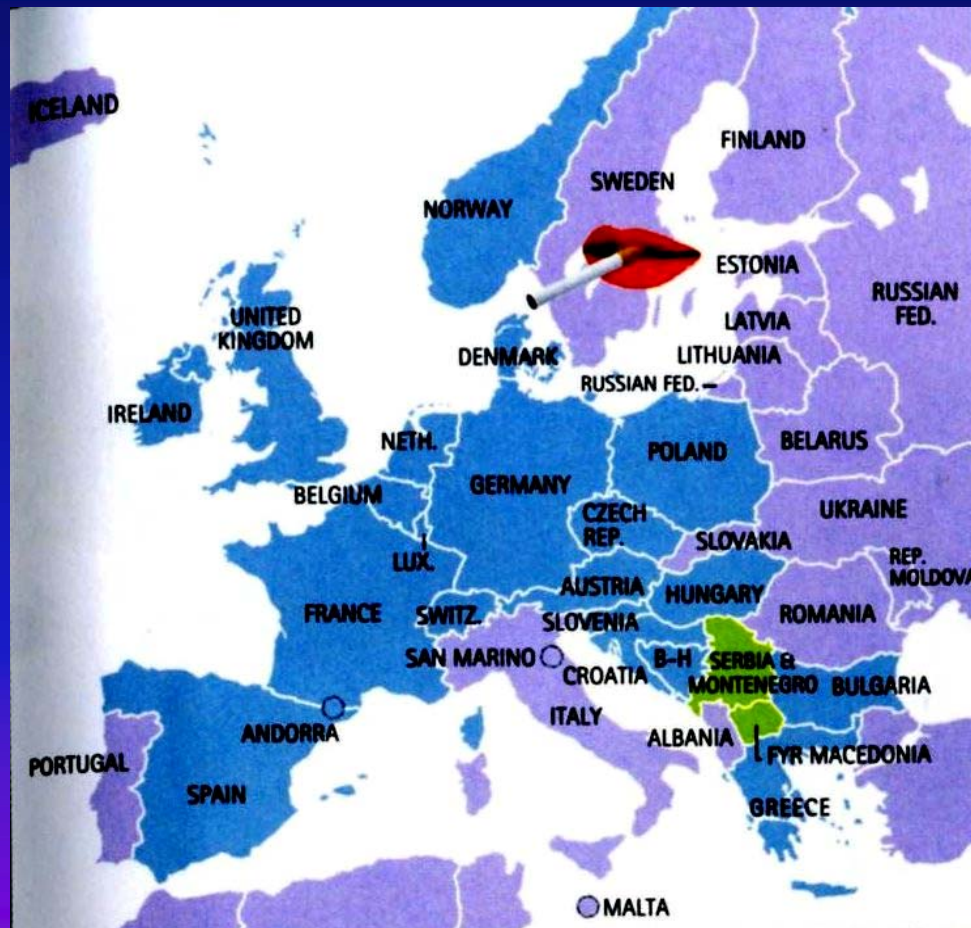 ICELAND
FINLAND
SWEDEN
NORWAY
ESTONIA
RUSSIAN
FED.
UNITED
KINGDOM
LATVIA
DENMARK
LITHUANIA
RUSSIAN FED.
IRELAND
NETH.
POLAND
BELARUS
BELGIUM
GERMANY
CZECH
REP.
UKRAINE
SLOVAKIA
LUX.
REP.
MOLDOVA
AUSTRIA
HUNGARY
FRANCE
SWITZ.
SLOVENIA
ROMANIA
SAN MARINO
CROATIA
B-H
SERBIA &
MONTENEGRO
BULGARIA
ITALY
ANDORRA
ALBANIA
PORTUGAL
FYR MACEDONIA
SPAIN
GREECE
MALTA